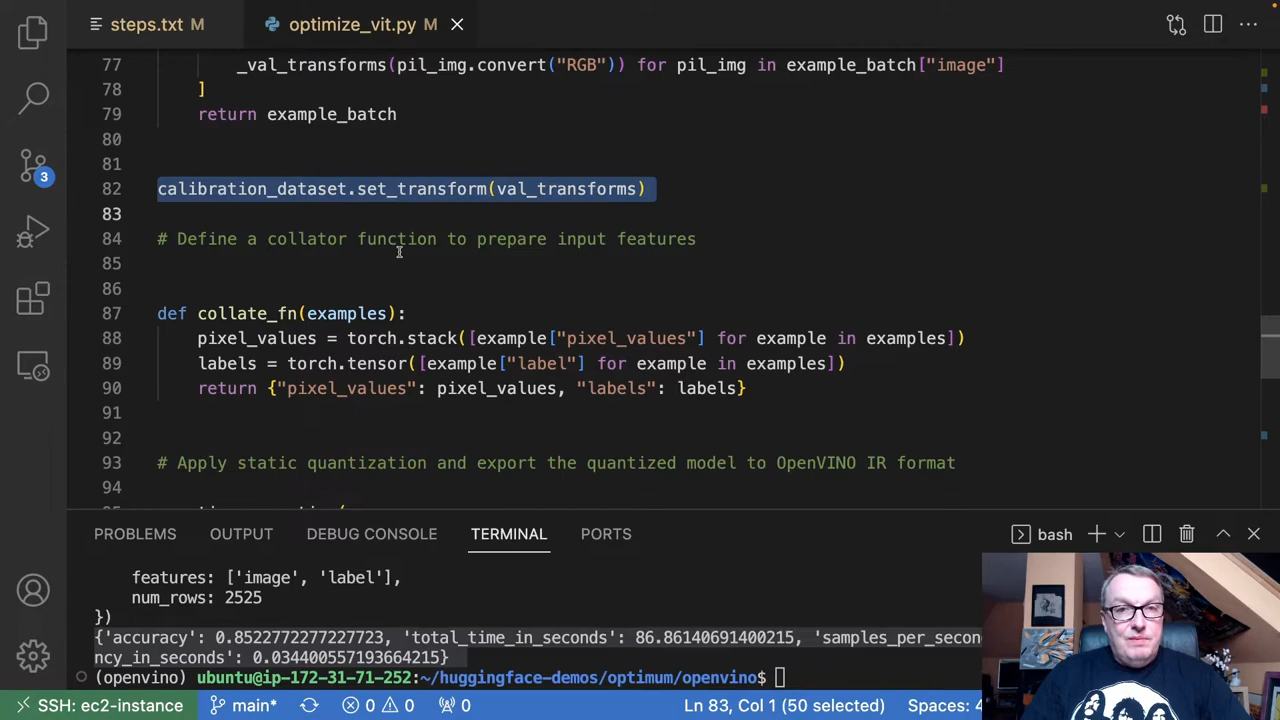 steps.txt M optimize_vit.py M
77 _val_transforms(pil_img.convert("RGB")) for pil_img in example_batch["image"]
78 ]
79 return example_batch
80
81
82 calibration_dataset.set_transform(val_transforms)
83
84 # Define a collator function to prepare input features
85
86
87 def collate_fn(examples):
88 pixel_values = torch.stack([example["pixel_values"] for example in examples])
89 labels = torch.tensor([example["label"] for example in examples])
90 return {"pixel_values": pixel_values, "labels": labels}
91
92
93 # Apply static quantization and export the quantized model to OpenVINO IR format
94
3
PROBLEMS OUTPUT DEBUG CONSOLE TERMINAL PORTS bash
features: ['image', 'label'],
num_rows: 2525
})
{'accuracy': 0.8522772277227723, 'total_time_in_seconds': 86.86140691400215, 'samples_per_secon
ncy_in_seconds': 0.034400557193664215}
(openvino) ubuntu@ip-172-31-71-252:~/huggingface-demos/optimum/openvino$
SSH: ec2-instance main* 0 0 0 Ln 83, Col 1 (50 selected) Spaces: 4